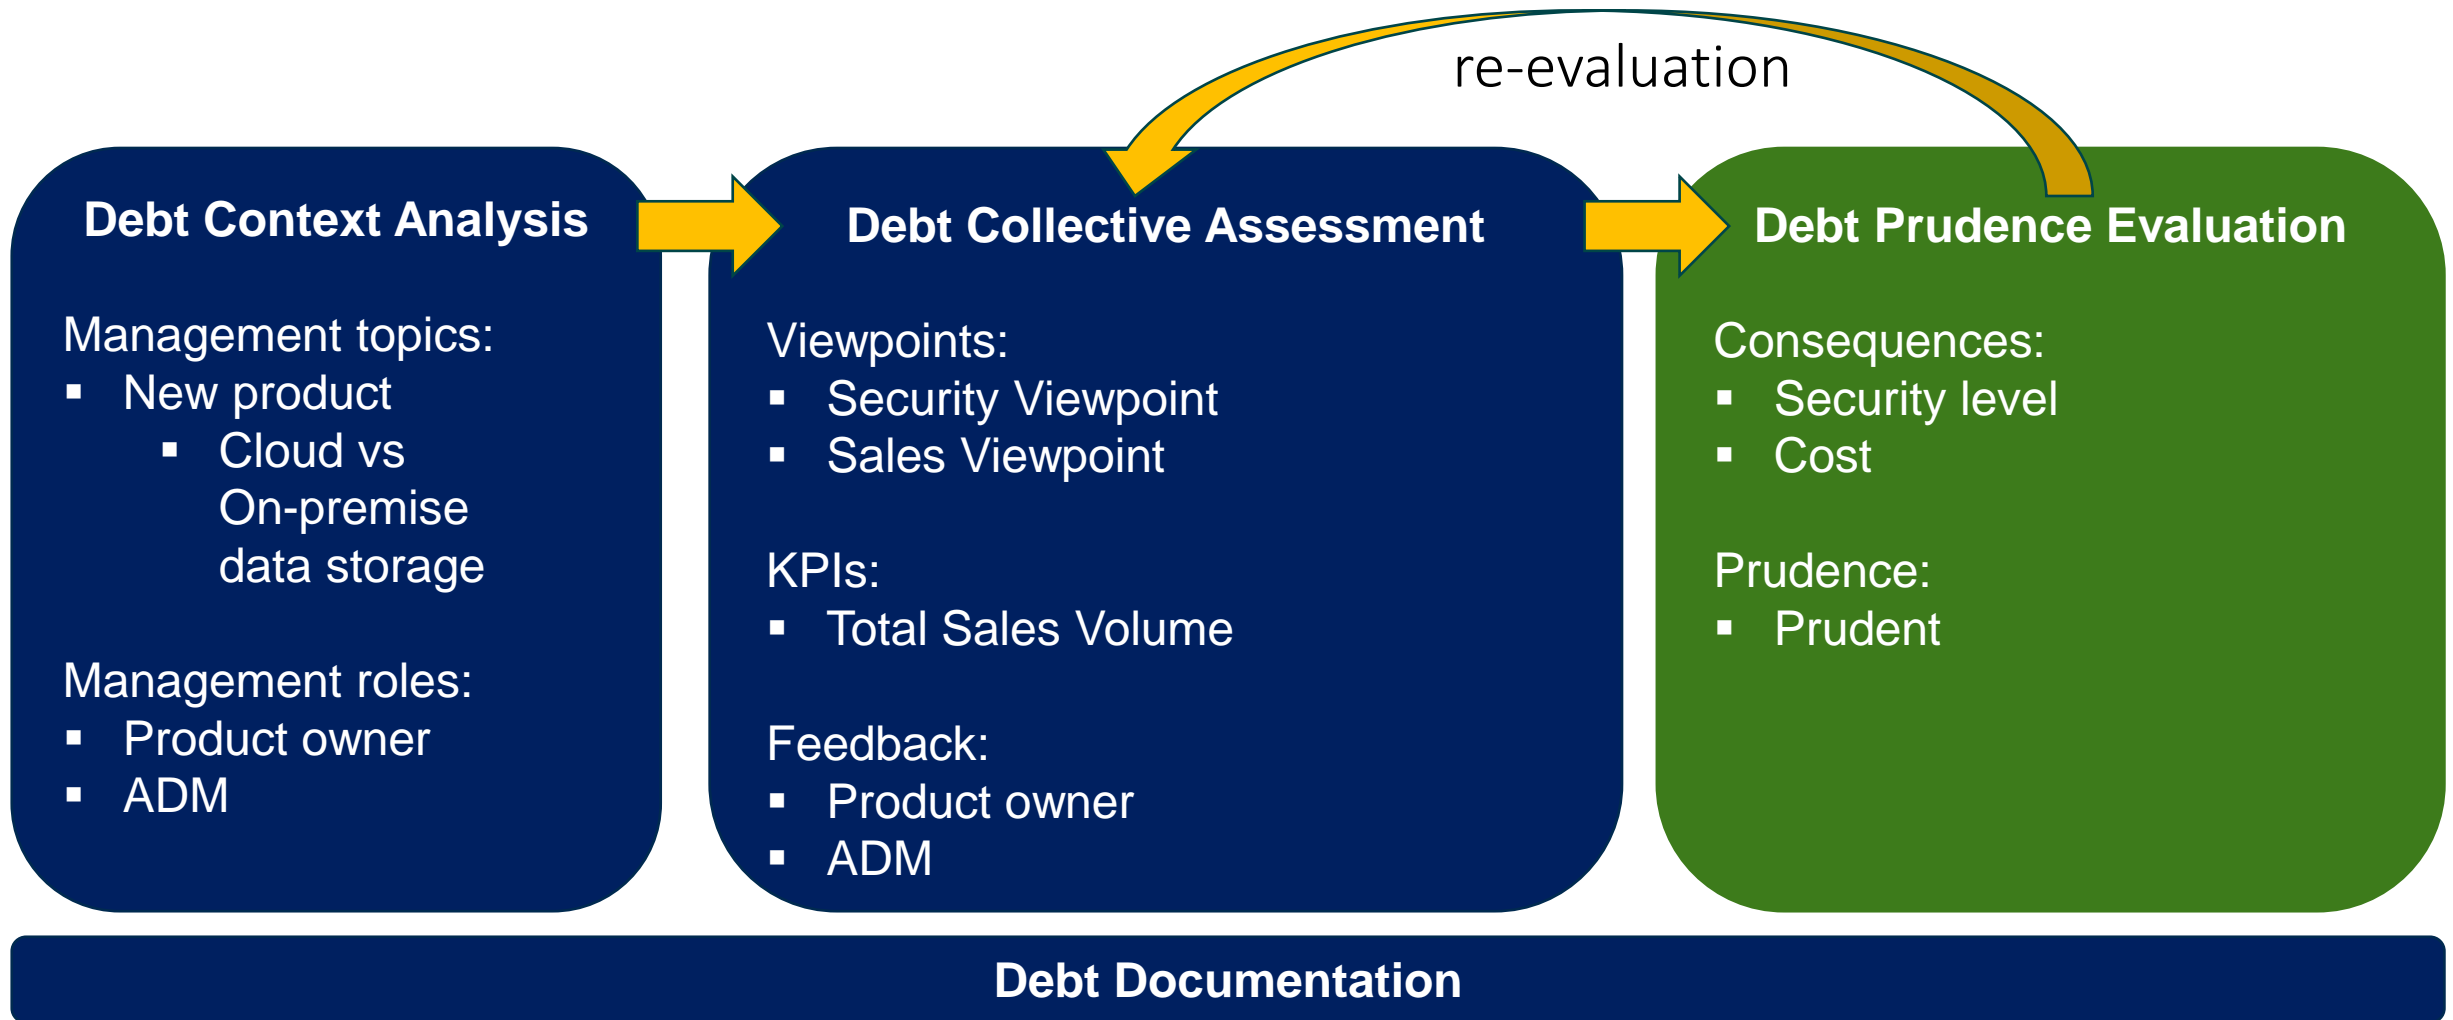 re-evaluation
Debt Context Analysis
Management topics:
▪ New product
▪ Cloud vs
On-premise
data storage
Management roles:
▪ Product owner
▪ ADM
Debt Collective Assessment
Viewpoints:
▪ Security Viewpoint
▪ Sales Viewpoint
KPIs:
▪ Total Sales Volume
Feedback:
▪ Product owner
▪ ADM
Debt Prudence Evaluation
Consequences:
▪ Security level
▪ Cost
Prudence:
▪ Prudent
Debt Documentation